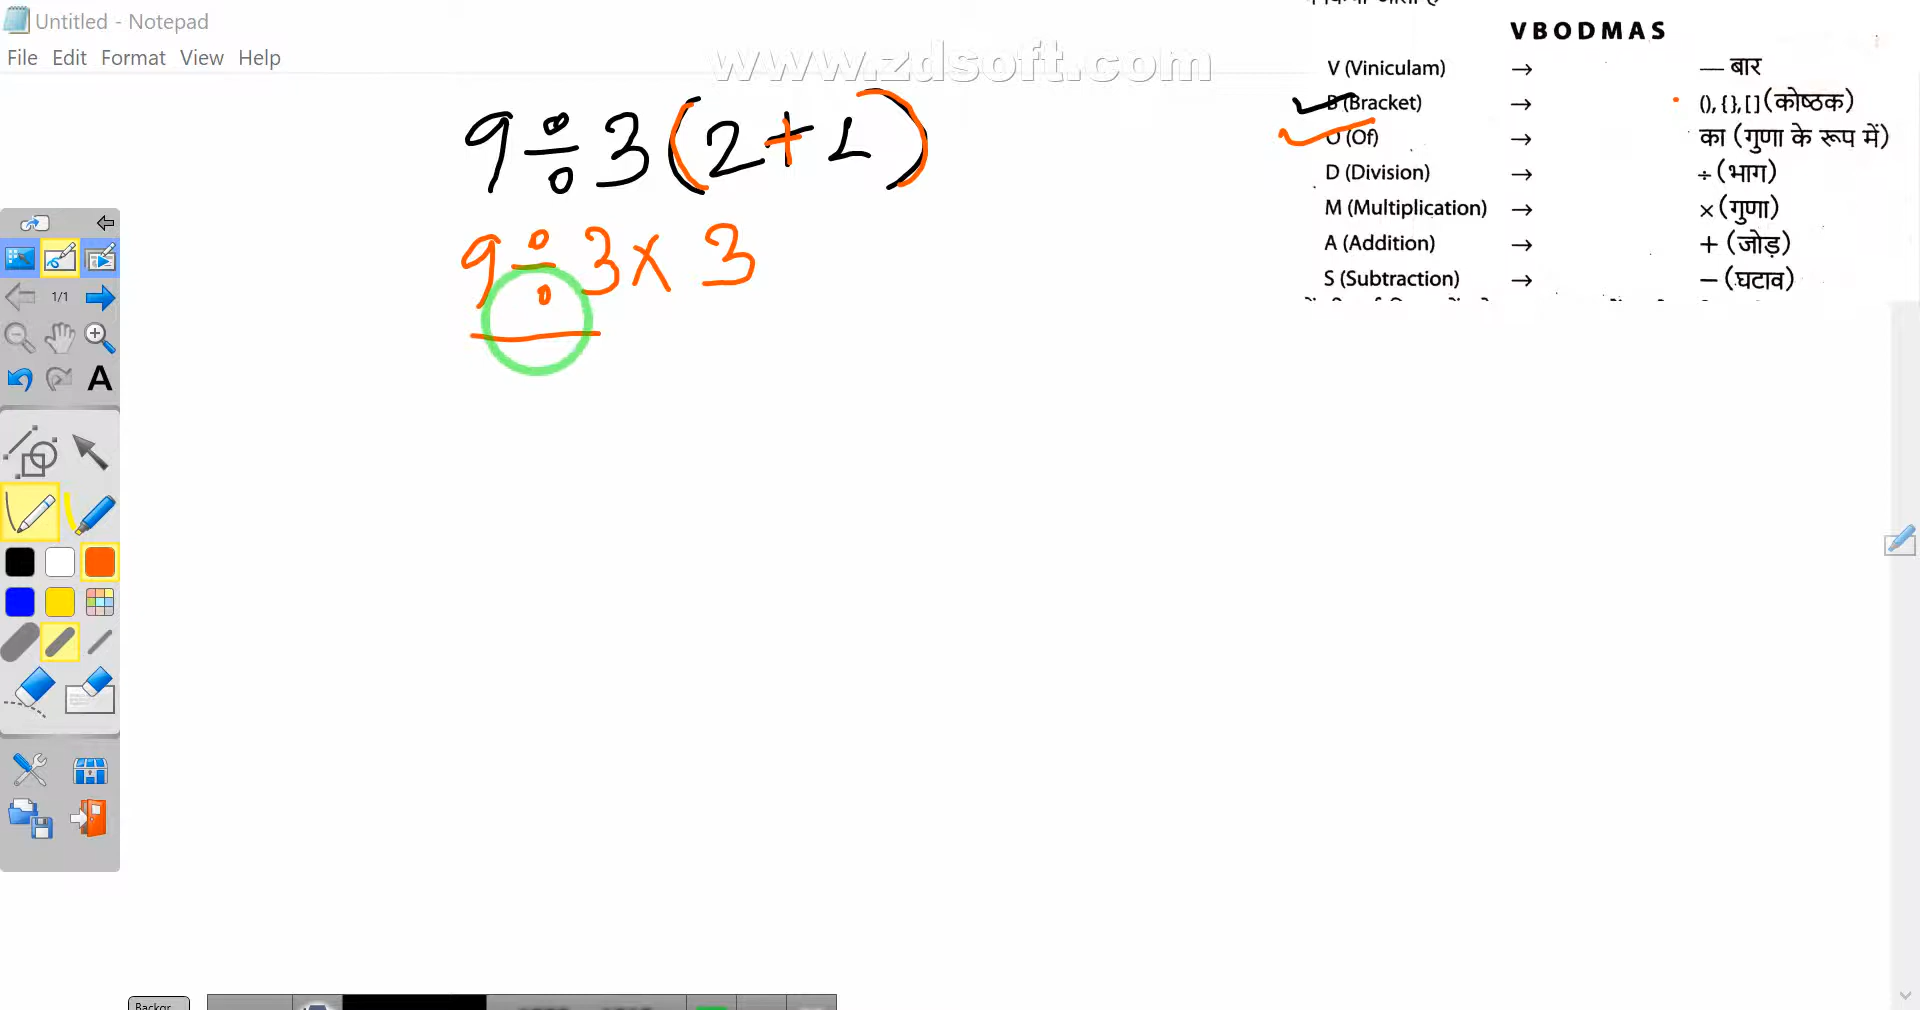 Untitled - Notepad
File Edit Format View Help
www.zdsoft.com
VBODMAS
V (Viniculam) → — बार
B (Bracket) → (), { }, [ ] (कोष्ठक)
O (Of) → का (गुणा के रूप में)
D (Division) → ÷ (भाग)
M (Multiplication) → × (गुणा)
A (Addition) → + (जोड़)
S (Subtraction) → − (घटाव)
9 ÷ 3 (2 + 1)
9 ÷ 3 × 3
1/1
A
Backgr